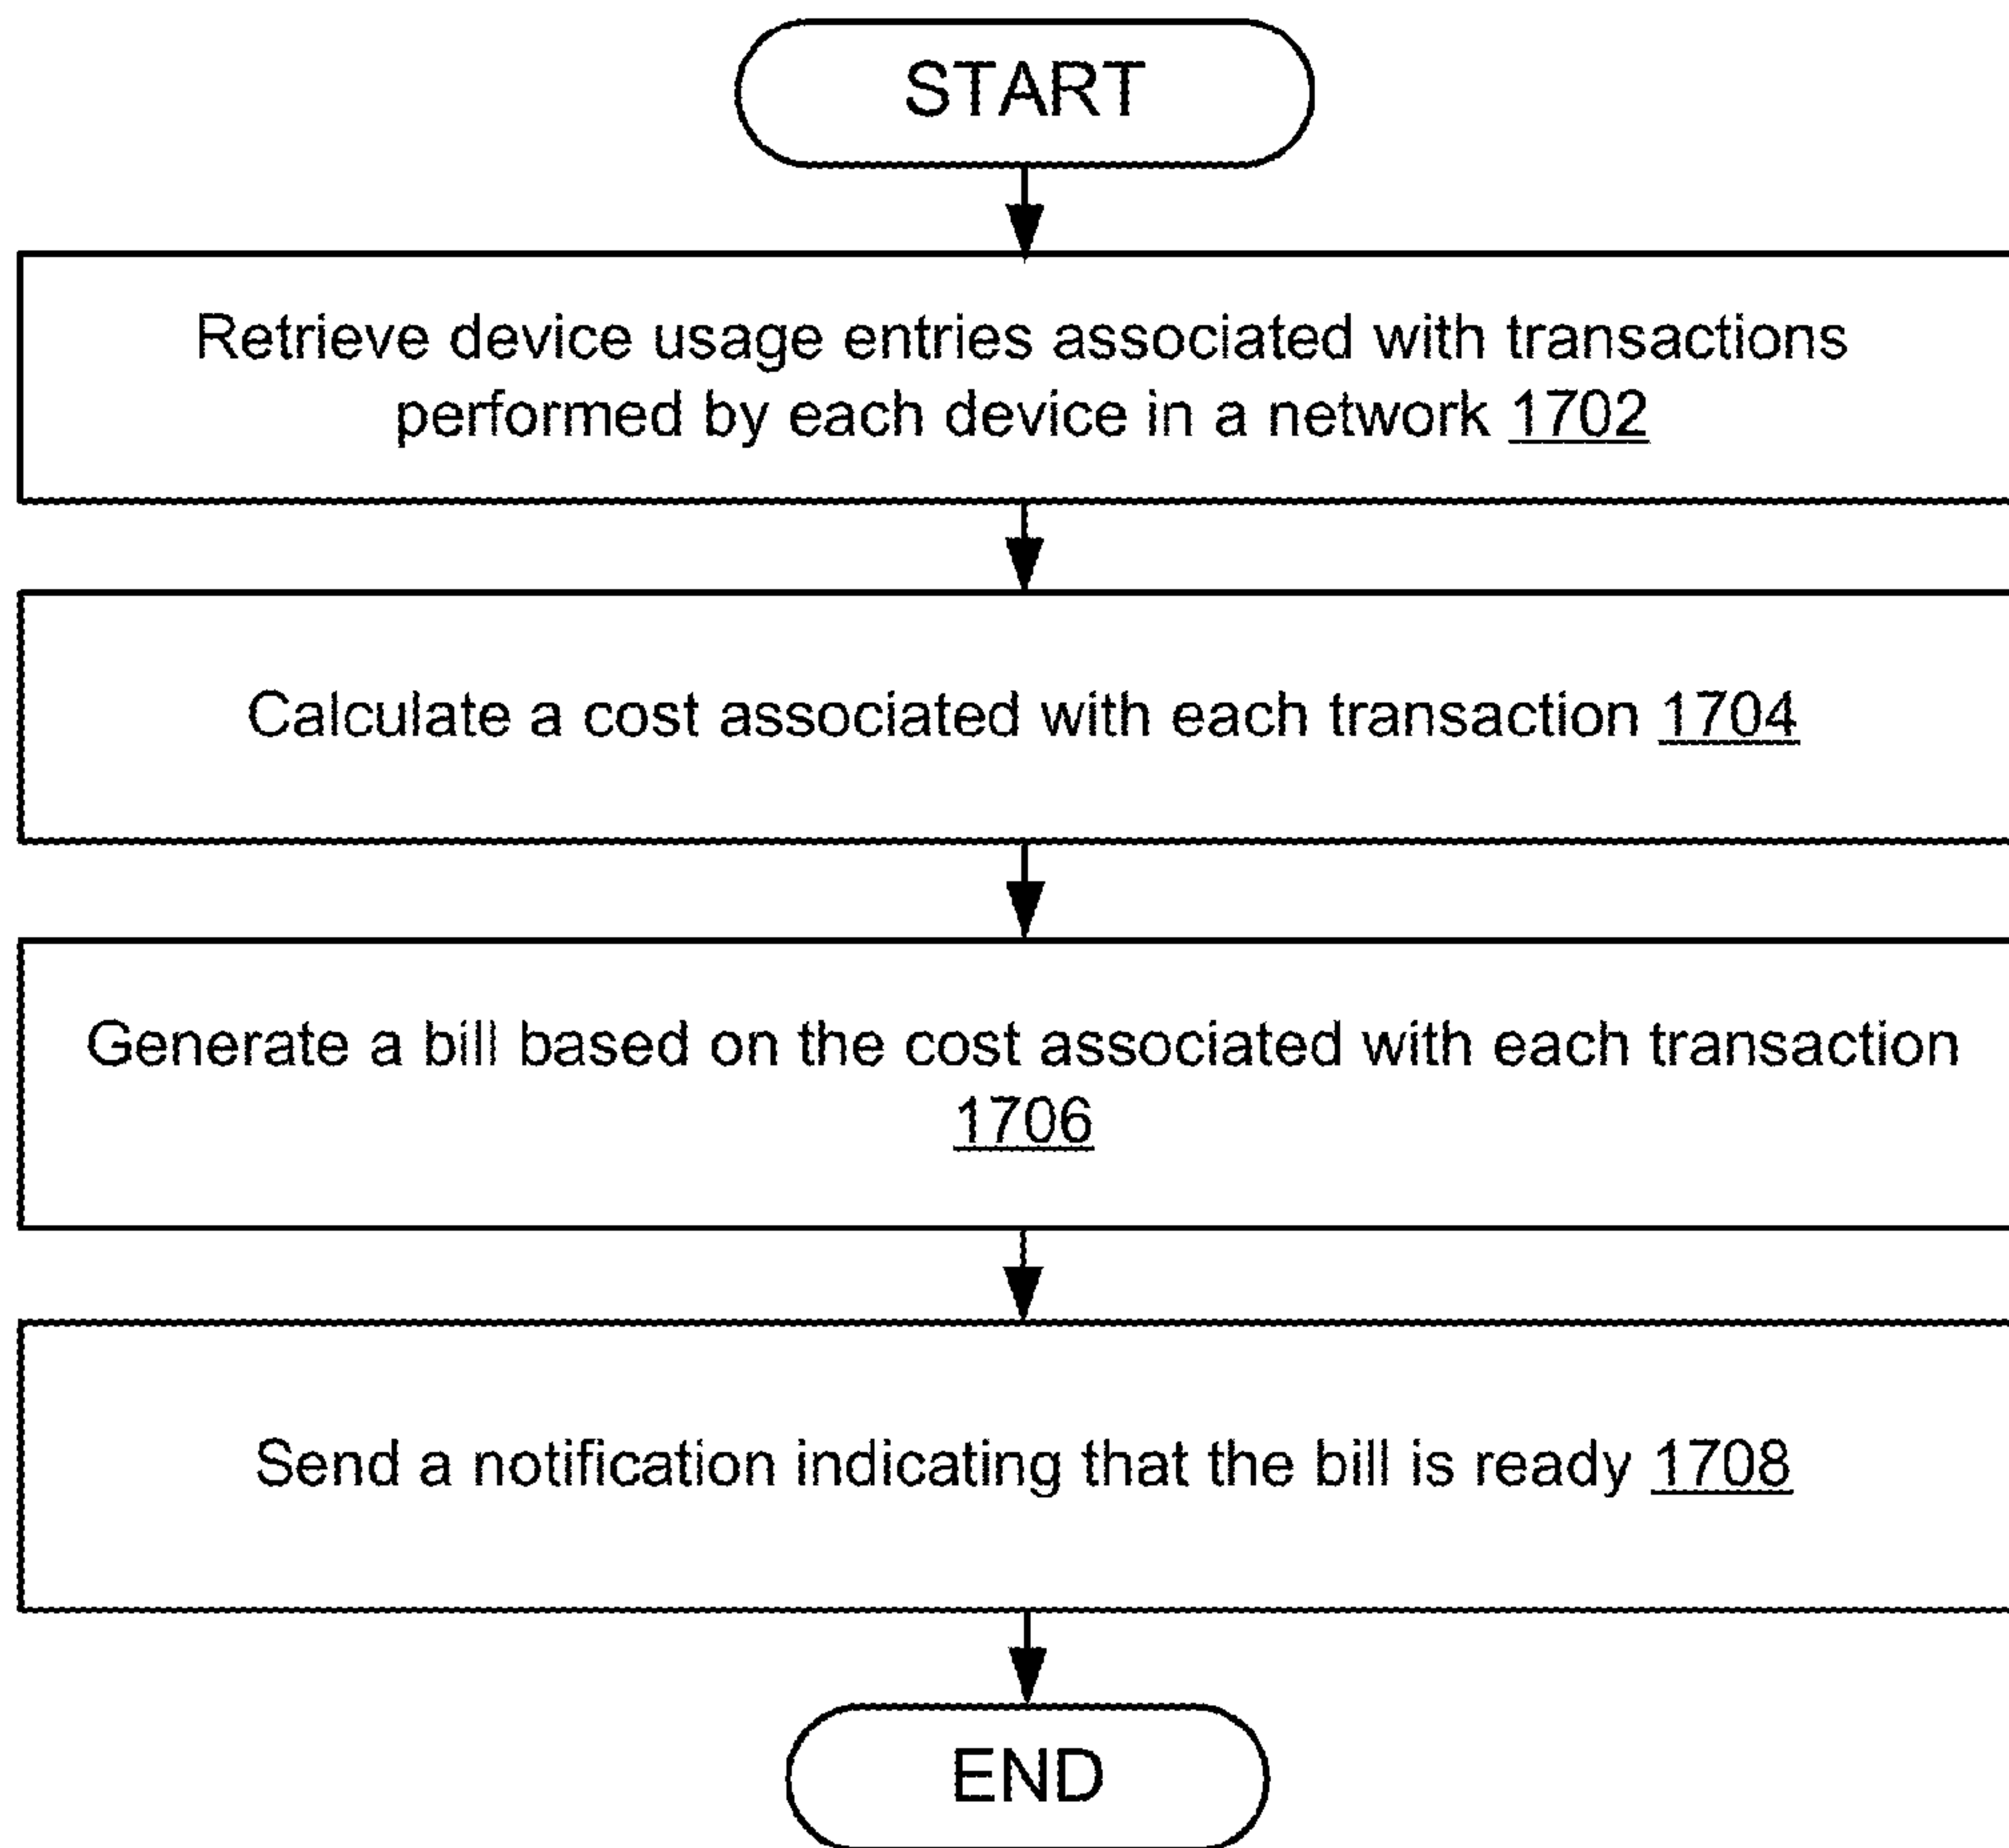 START
Retrieve device usage entries associated with transactions
performed by each device in a network 1702
Calculate a cost associated with each transaction 1704
Generate a bill based on the cost associated with each transaction
1706
Send a notification indicating that the bill is ready 1708
END